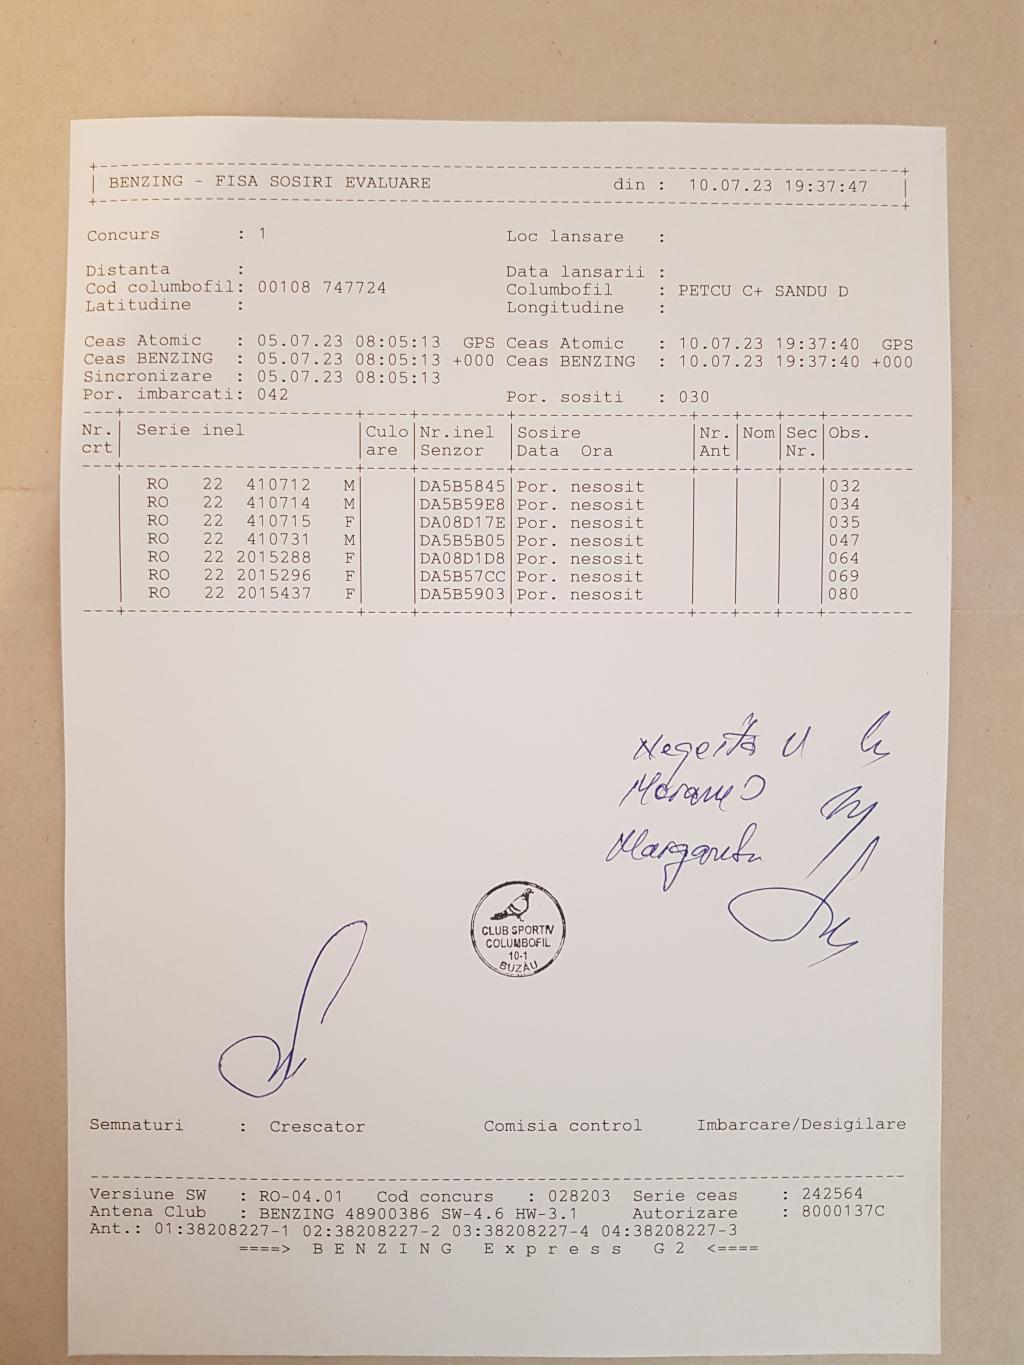 BENZING - FISA SOSIRI EVALUARE din : 10.07.23 19:37:47
Concurs : 1 Loc lansare :
Distanta : Data lansarii :
Cod columbofil: 00108 747724 Columbofil : PETCU C+ SANDU D
Latitudine : Longitudine :
Ceas Atomic : 05.07.23 08:05:13 GPS Ceas Atomic : 10.07.23 19:37:40 GPS
Ceas BENZING : 05.07.23 08:05:13 +000 Ceas BENZING : 10.07.23 19:37:40 +000
Sincronizare : 05.07.23 08:05:13
Por. imbarcati: 042 Por. sositi : 030
Nr. Serie inel Culo Nr.inel Sosire Nr. Nom Sec Obs.
crt are Senzor Data Ora Ant Nr.
RO 22 410712 M DA5B5845 Por. nesosit 032
RO 22 410714 M DA5B59E8 Por. nesosit 034
RO 22 410715 F DA08D17E Por. nesosit 035
RO 22 410731 M DA5B5B05 Por. nesosit 047
RO 22 2015288 F DA08D1D8 Por. nesosit 064
RO 22 2015296 F DA5B57CC Por. nesosit 069
RO 22 2015437 F DA5B5903 Por. nesosit 080
CLUB SPORTIV
COLUMBOFIL
10-1
BUZĂU
Semnaturi : Crescator Comisia control Imbarcare/Desigilare
Versiune SW : RO-04.01 Cod concurs : 028203 Serie ceas : 242564
Antena Club : BENZING 48900386 SW-4.6 HW-3.1 Autorizare : 8000137C
Ant.: 01:38208227-1 02:38208227-2 03:38208227-4 04:38208227-3
====> B E N Z I N G E x p r e s s G 2 <====